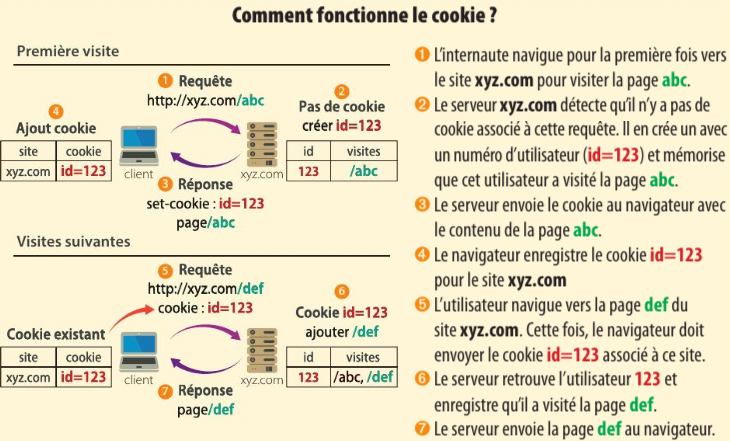 Comment fonctionne le cookie ?
Première visite
1 Requête
http://xyz.com/abc
2
Pas de cookie
créer id=123
4
Ajout cookie
site cookie
xyz.com id=123
client
xyz.com
id visites
123 /abc
3 Réponse
set-cookie : id=123
page/abc
Visites suivantes
5 Requête
http://xyz.com/def
cookie : id=123
6
Cookie id=123
ajouter /def
Cookie existant
site cookie
xyz.com id=123
client
xyz.com
id visites
123 /abc, /def
7 Réponse
page/def
1 L'internaute navigue pour la première fois vers
le site xyz.com pour visiter la page abc.
2 Le serveur xyz.com détecte qu'il n'y a pas de
cookie associé à cette requête. Il en crée un avec
un numéro d'utilisateur (id=123) et mémorise
que cet utilisateur a visité la page abc.
3 Le serveur envoie le cookie au navigateur avec
le contenu de la page abc.
4 Le navigateur enregistre le cookie id=123
pour le site xyz.com
5 L'utilisateur navigue vers la page def du
site xyz.com. Cette fois, le navigateur doit
envoyer le cookie id=123 associé à ce site.
6 Le serveur retrouve l'utilisateur 123 et
enregistre qu'il a visité la page def.
7 Le serveur envoie la page def au navigateur.